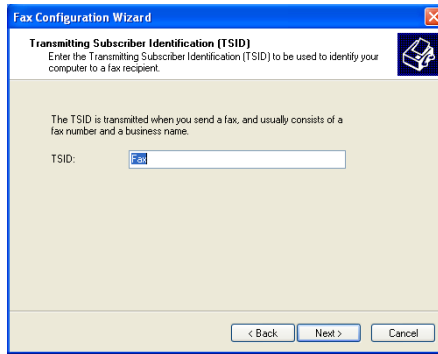 Fax Configuration Wizard
Transmitting Subscriber Identification (TSID)
Enter the Transmitting Subscriber Identification (TSID) to be used to identify your
computer to a fax recipient.
The TSID is transmitted when you send a fax, and usually consists of a
fax number and a business name.
TSID:
Fax
< Back
Next >
Cancel